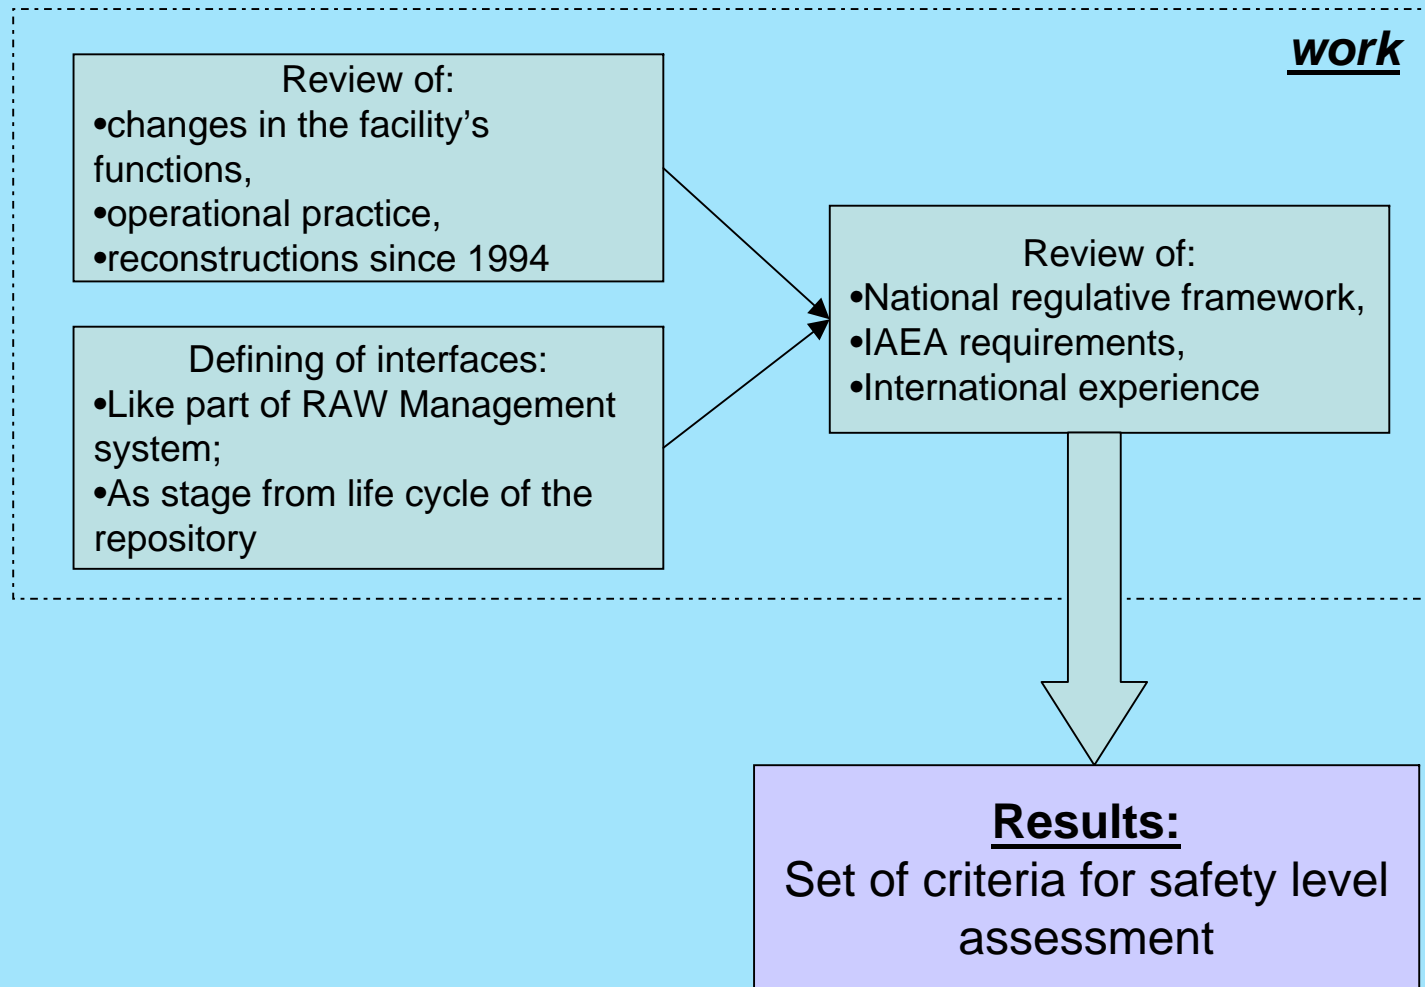 work
Review of:
•changes in the facility’s
functions,
•operational practice,
•reconstructions since 1994
Defining of interfaces:
•Like part of RAW Management
system;
•As stage from life cycle of the
repository
Review of:
•National regulative framework,
•IAEA requirements,
•International experience
Results:
Set of criteria for safety level
assessment